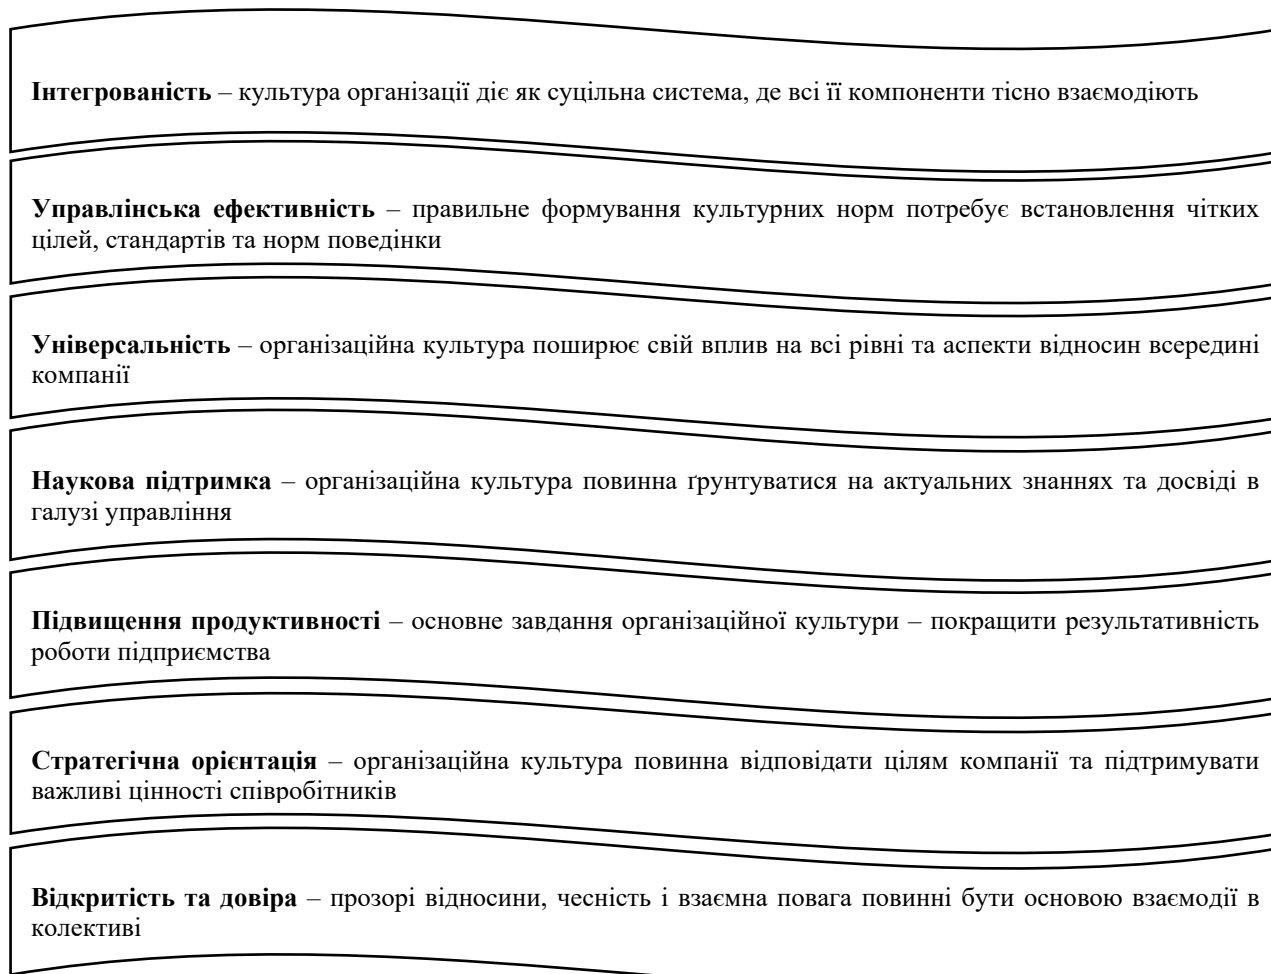 Інтегрованість – культура організації діє як суцільна система, де всі її компоненти тісно взаємодіють
Управлінська ефективність – правильне формування культурних норм потребує встановлення чітких
цілей, стандартів та норм поведінки
Універсальність – організаційна культура поширює свій вплив на всі рівні та аспекти відносин всередині
компанії
Наукова підтримка – організаційна культура повинна ґрунтуватися на актуальних знаннях та досвіді в
галузі управління
Підвищення продуктивності – основне завдання організаційної культури – покращити результативність
роботи підприємства
Стратегічна орієнтація – організаційна культура повинна відповідати цілям компанії та підтримувати
важливі цінності співробітників
Відкритість та довіра – прозорі відносини, чесність і взаємна повага повинні бути основою взаємодії в
колективі